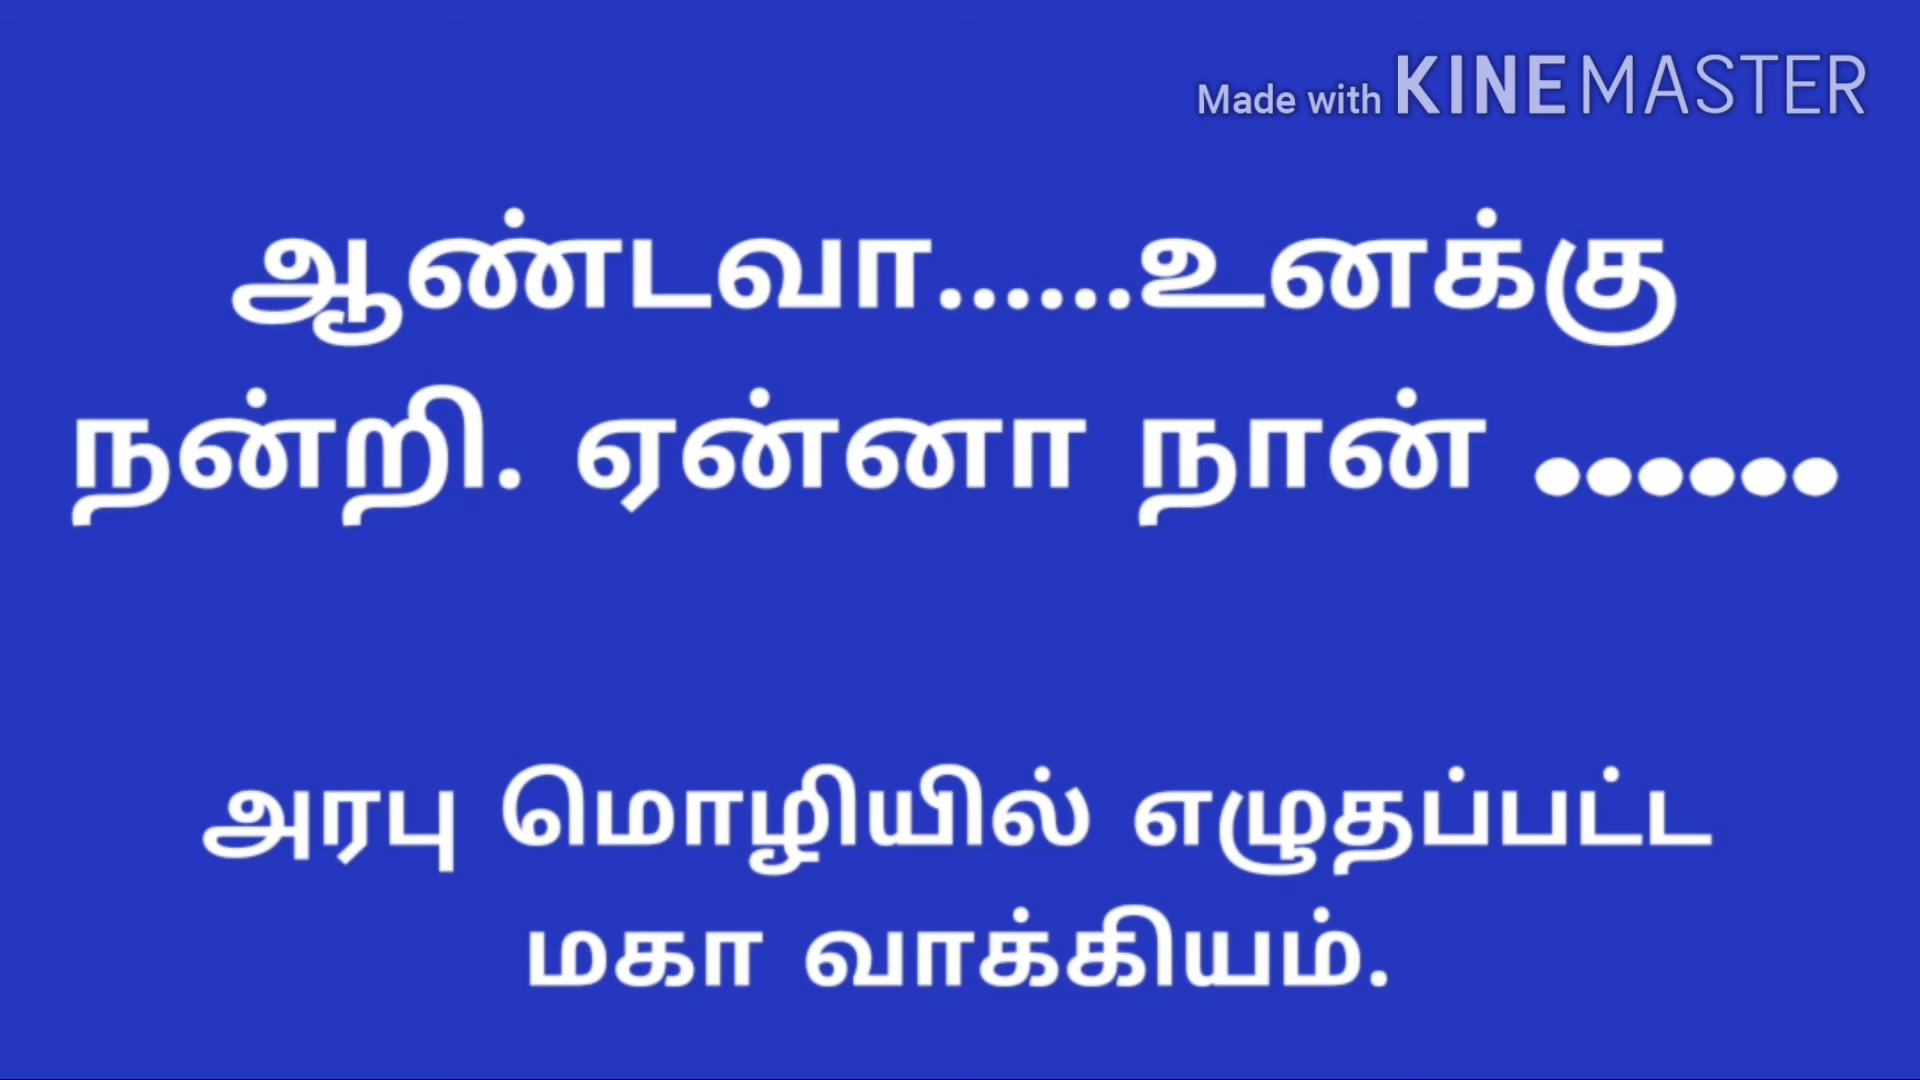 Made with KINEMASTER
ஆண்டவா......உனக்கு
நன்றி. ஏன்னா நான் ......
அரபு மொழியில் எழுதப்பட்ட
மகா வாக்கியம்.